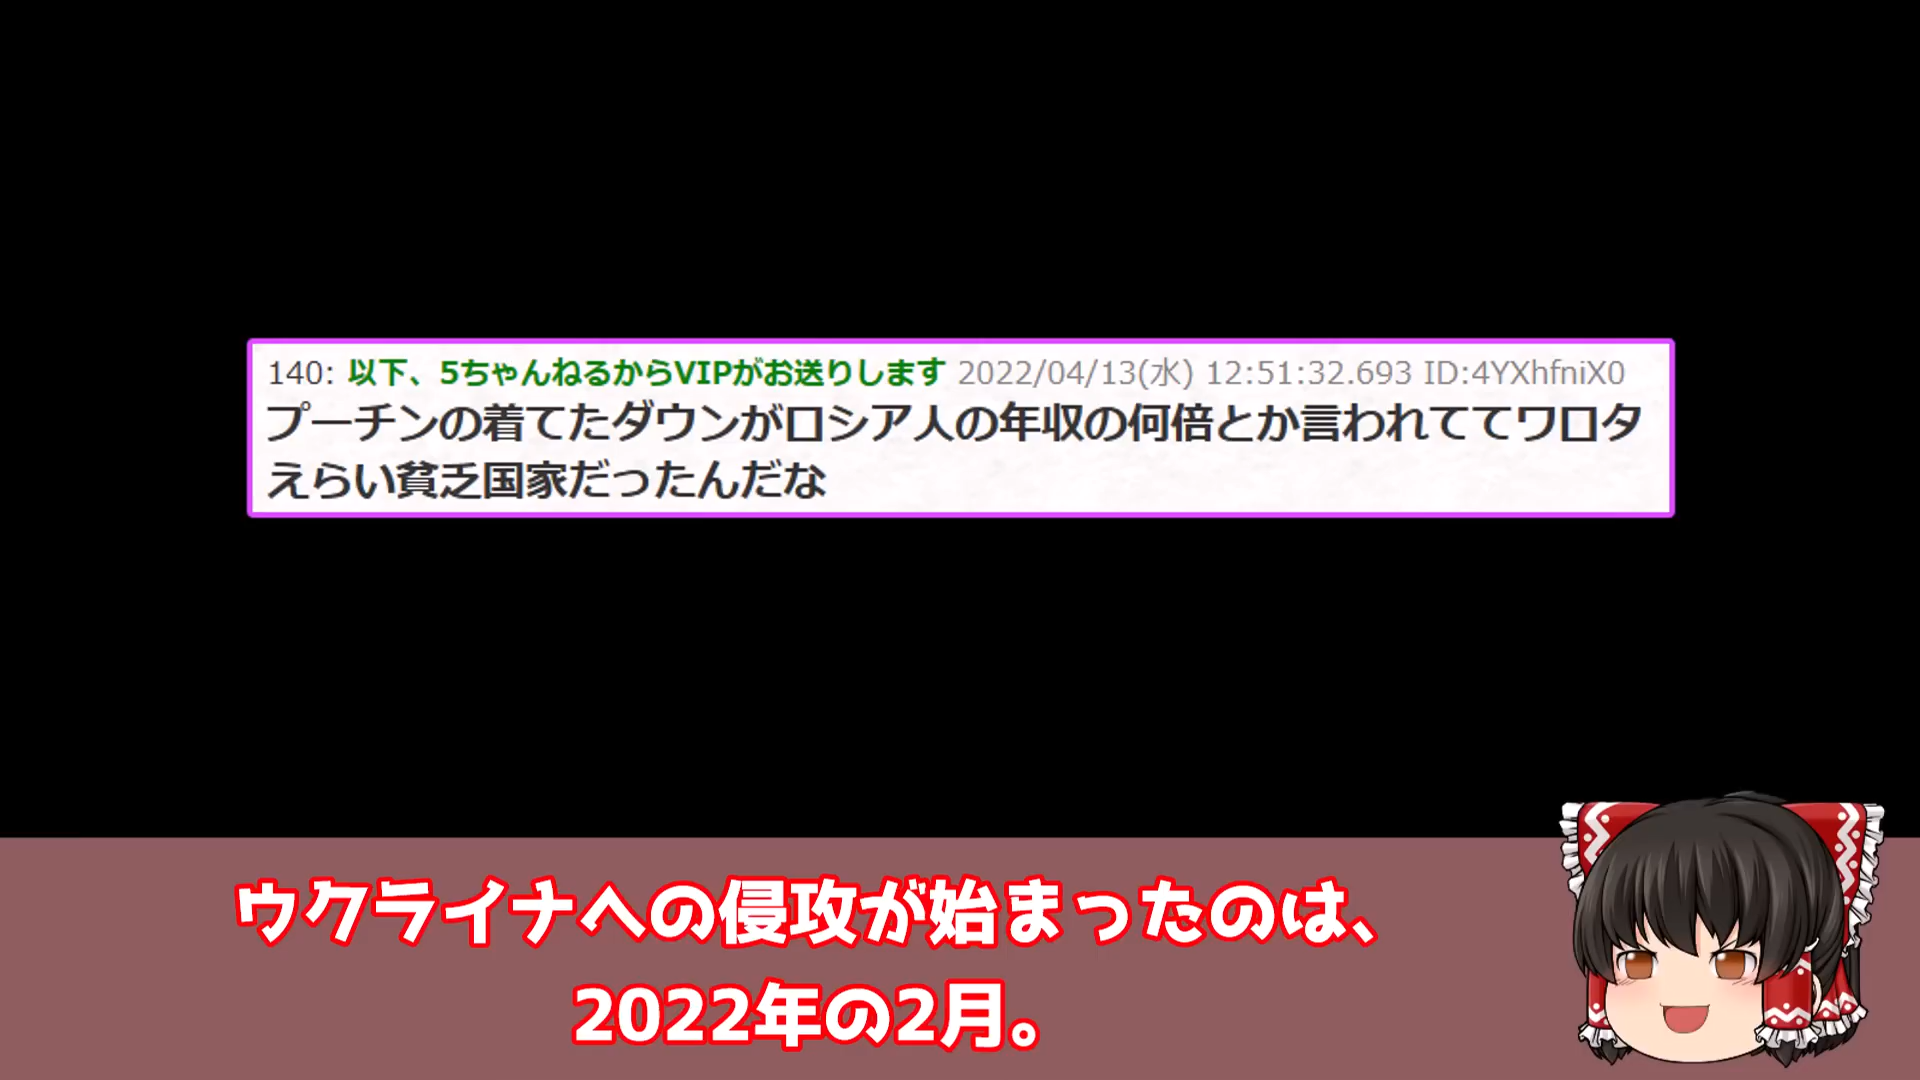 140: 以下、5ちゃんねるからVIPがお送りします 2022/04/13(水) 12:51:32.693 ID:4YXhfniX0
プーチンの着てたダウンがロシア人の年収の何倍とか言われててワロタ
えらい貧乏国家だったんだな
ウクライナへの侵攻が始まったのは、
2022年の2月。